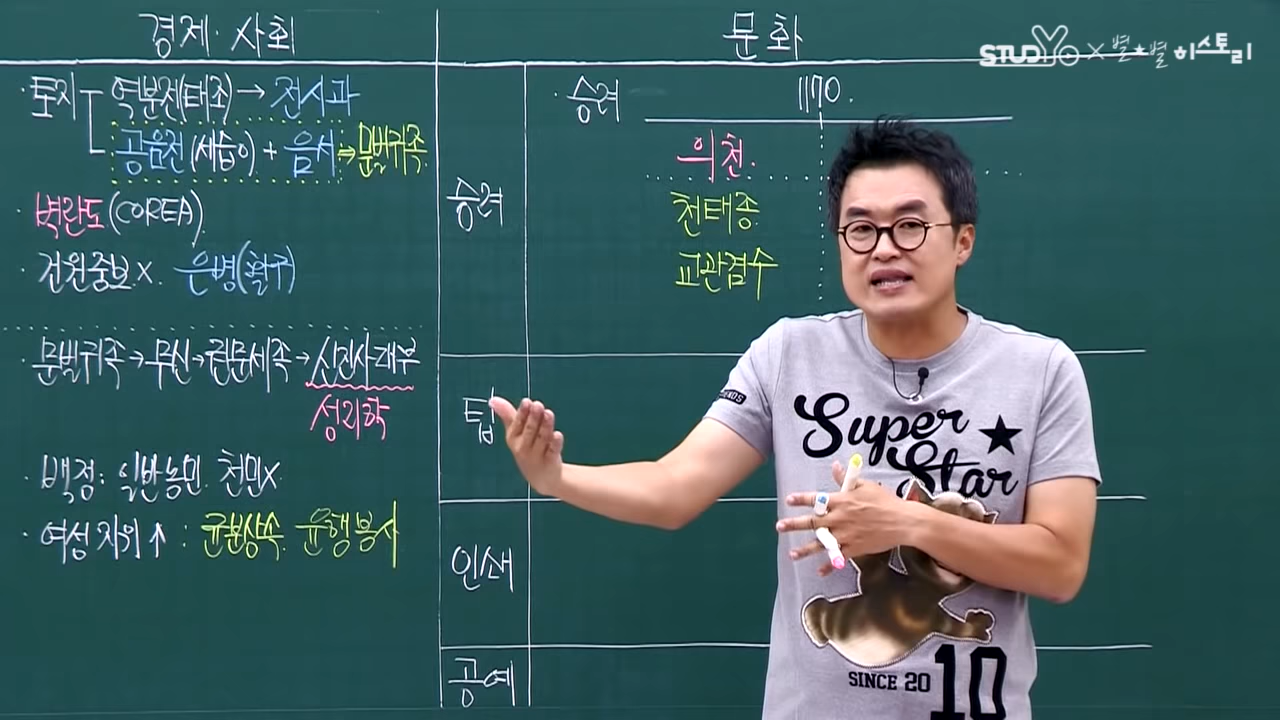 경제·사회
문화
STUDYO × 별★별 히스토리
· 토지 역분전(태조) → 전시과
공음전(세습O) + 음서 ⇒ 문벌귀족
· 벽란도(COREA)
· 건원중보 X. 은병(활구)
· 문벌귀족 → 무신 → 권문세족 → 신진사대부
성리학
· 백정: 일반농민. 천민X
· 여성 지위↑ : 균분상속. 윤행봉사
승려
탑
인쇄
공예
· 승려 1170.
의천.
천태종
교관겸수
Super Star
SINCE 2010